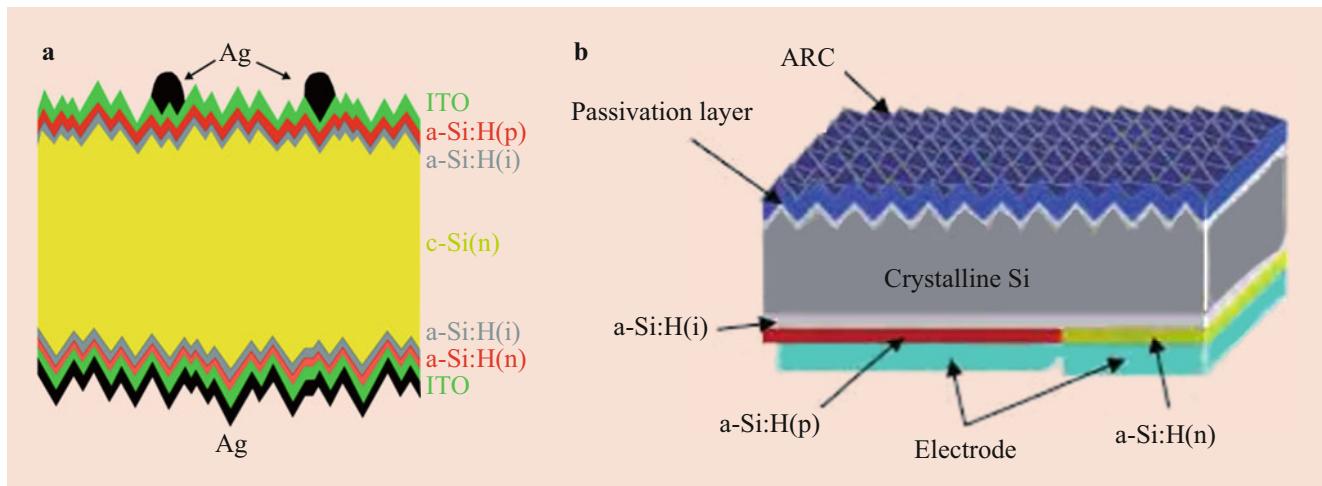 a
Ag
ITO
a-Si:H(p)
a-Si:H(i)
c-Si(n)
a-Si:H(i)
a-Si:H(n)
ITO
Ag
b
ARC
Passivation layer
Crystalline Si
a-Si:H(i)
a-Si:H(p)
Electrode
a-Si:H(n)